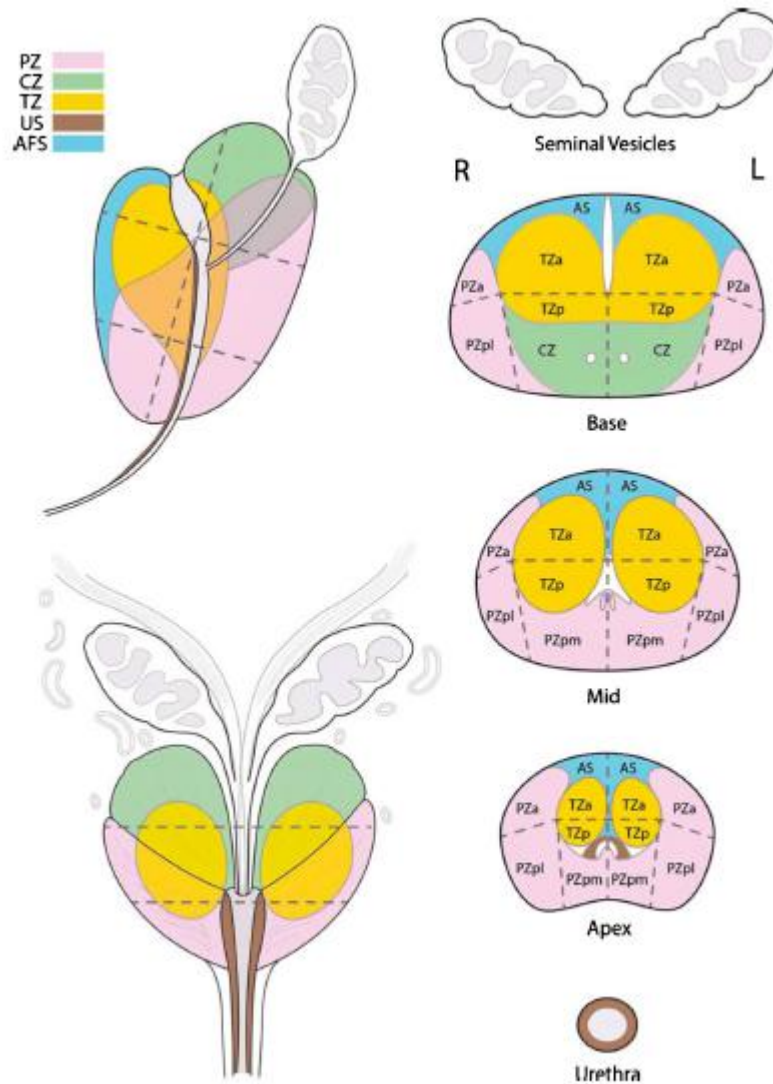 PZ
CZ
TZ
US
AFS
Seminal Vesicles
R L
AS AS
TZa TZa
PZa PZa
TZp TZp
PZpl CZ CZ PZpl
Base
AS AS
TZa TZa
PZa PZa
TZp TZp
PZpl PZpl
PZpm PZpm
Mid
AS AS
PZa TZa TZa PZa
TZp TZp
PZpl PZpm PZpm PZpl
Apex
Urethra